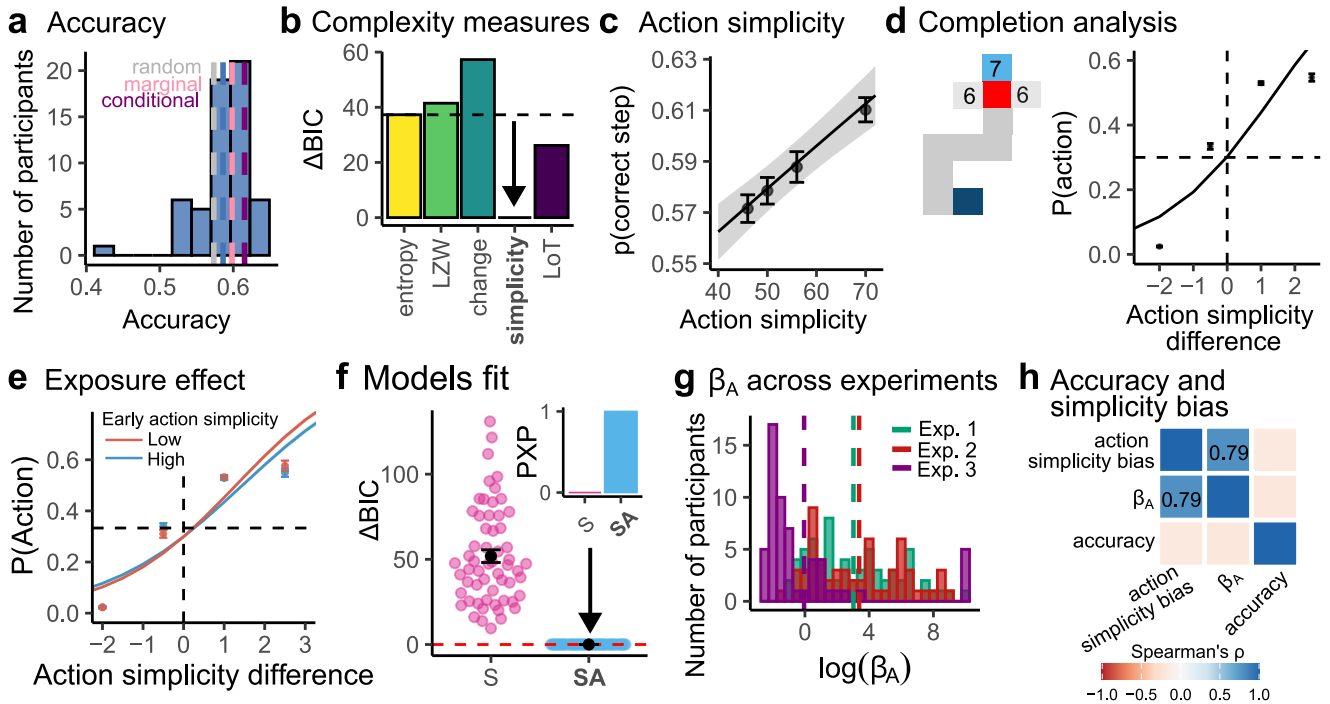 a Accuracy
random
marginal
conditional
Number of participants
20
15
10
5
0
0.4 0.5 0.6
Accuracy
b Complexity measures
ΔBIC
60
40
20
0
entropy
LZW
change
simplicity
LoT
c Action simplicity
p(correct step)
0.61
0.59
0.57
0.55
40 50 60 70
Action simplicity
d Completion analysis
7
6 6
P(action)
0.6
0.4
0.2
0.0
−2 −1 0 1 2
Action simplicity
difference
e Exposure effect
Early action simplicity
Low
High
P(Action)
0.6
0.4
0.2
0.0
−2 −1 0 1 2 3
Action simplicity difference
f Models fit
ΔBIC
100
50
0
S SA
PXP
1
0
S SA
g βA across experiments
Exp. 1
Exp. 2
Exp. 3
Number of participants
15
10
5
0
0 4 8
log(βA)
h Accuracy and
simplicity bias
action
simplicity bias
βA
accuracy
0.79
0.79
action
simplicity bias
βA
accuracy
Spearman's ρ
−1.0 −0.5 0.0 0.5 1.0